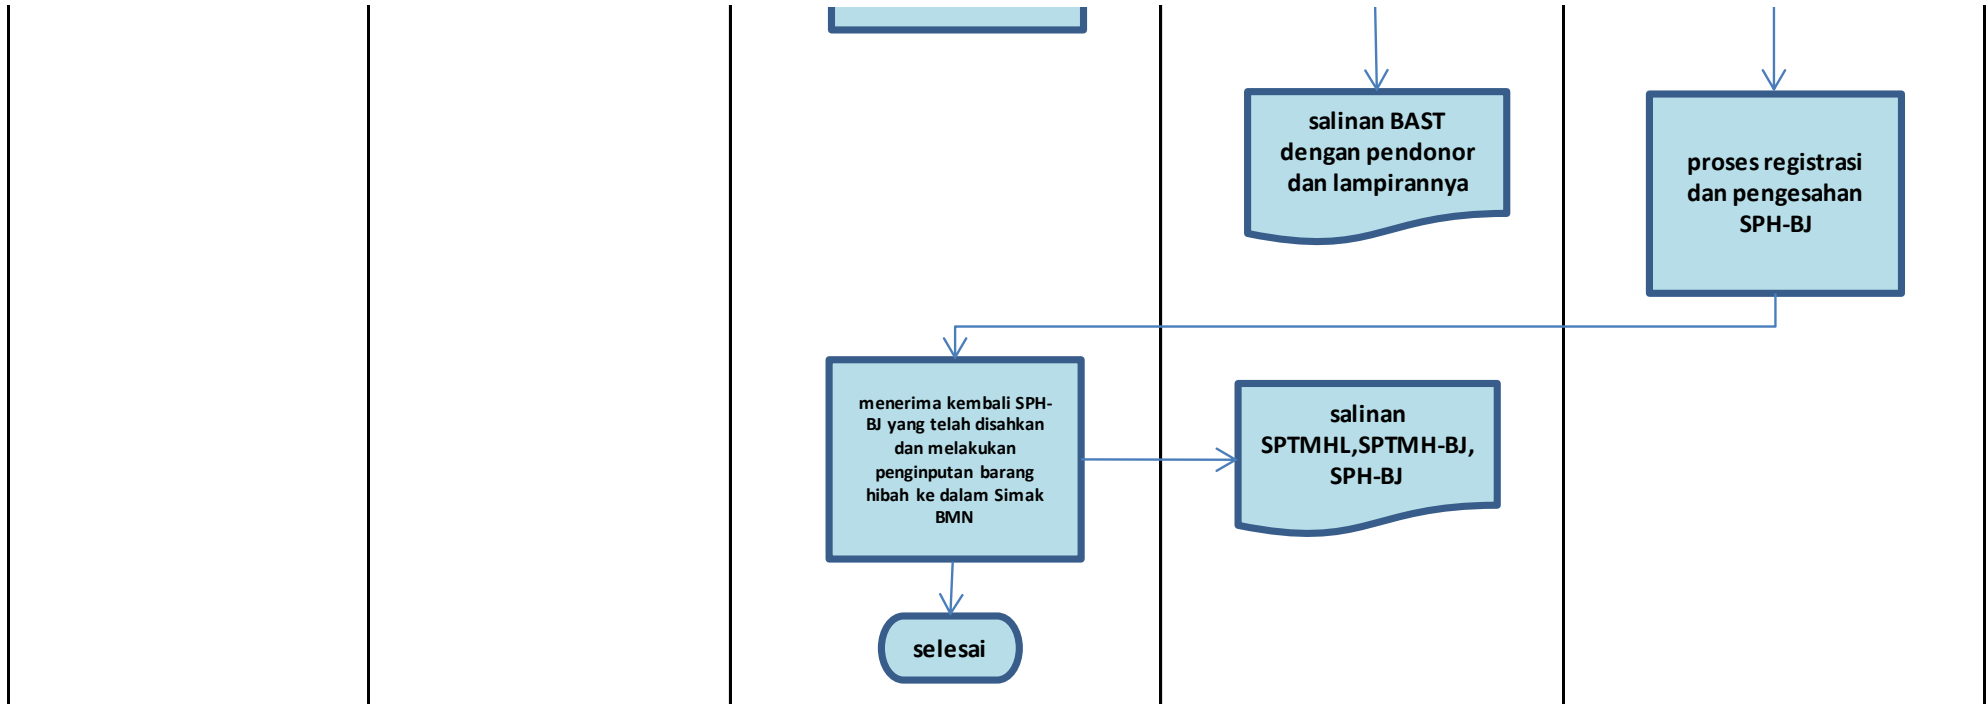 salinan BAST
dengan pendonor
dan lampirannya
proses registrasi
dan pengesahan
SPH-BJ
menerima kembali SPH-
BJ yang telah disahkan
dan melakukan
penginputan barang
hibah ke dalam Simak
BMN
salinan
SPTMHL,SPTMH-BJ,
SPH-BJ
selesai